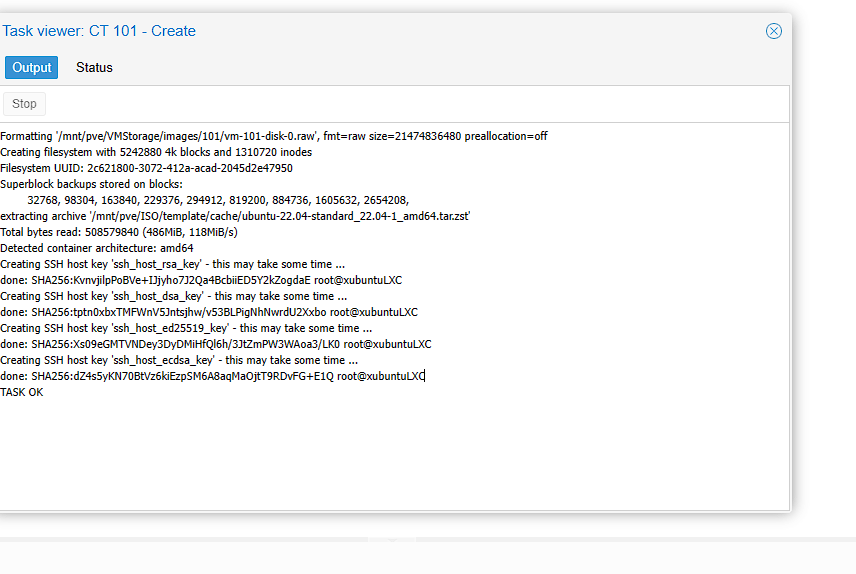 Task viewer: CT 101 - Create
Output Status
Stop
Formatting '/mnt/pve/VMStorage/images/101/vm-101-disk-0.raw', fmt=raw size=21474836480 preallocation=off
Creating filesystem with 5242880 4k blocks and 1310720 inodes
Filesystem UUID: 2c621800-3072-412a-acad-2045d2e47950
Superblock backups stored on blocks:
32768, 98304, 163840, 229376, 294912, 819200, 884736, 1605632, 2654208,
extracting archive '/mnt/pve/ISO/template/cache/ubuntu-22.04-standard_22.04-1_amd64.tar.zst'
Total bytes read: 508579840 (486MiB, 118MiB/s)
Detected container architecture: amd64
Creating SSH host key 'ssh_host_rsa_key' - this may take some time ...
done: SHA256:KvnvjilpPoBVe+IJjyho7J2Qa4BcbiiED5Y2kZogdaE root@xubuntuLXC
Creating SSH host key 'ssh_host_dsa_key' - this may take some time ...
done: SHA256:tptn0xbxTMFWnV5Jntsjhw/v53BLPigNhNwrdU2Xxbo root@xubuntuLXC
Creating SSH host key 'ssh_host_ed25519_key' - this may take some time ...
done: SHA256:Xs09eGMTVNDey3DyDMiHfQl6h/3JtZmPW3WAoa3/LK0 root@xubuntuLXC
Creating SSH host key 'ssh_host_ecdsa_key' - this may take some time ...
done: SHA256:dZ4s5yKN70BtVz6kiEzpSM6A8aqMaOjtT9RDvFG+E1Q root@xubuntuLXC
TASK OK